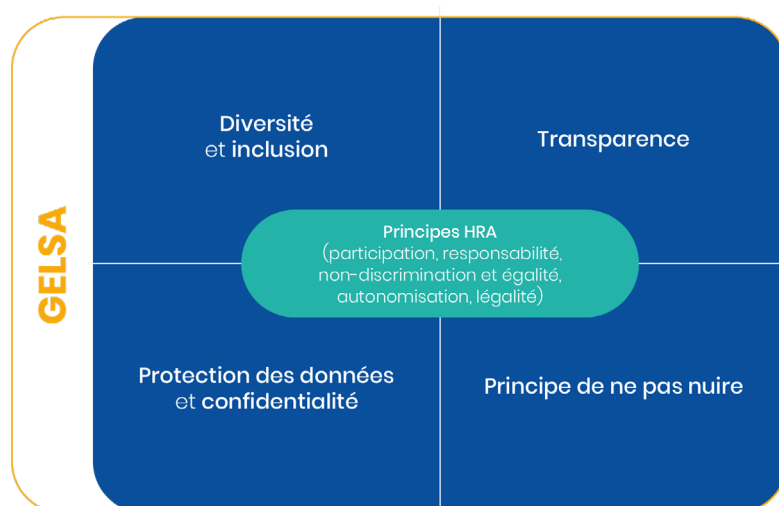 GELSA
Diversité
et inclusion
Transparence
Principes HRA
(participation, responsabilité,
non-discrimination et égalité,
autonomisation, légalité)
Protection des données
et confidentialité
Principe de ne pas nuire